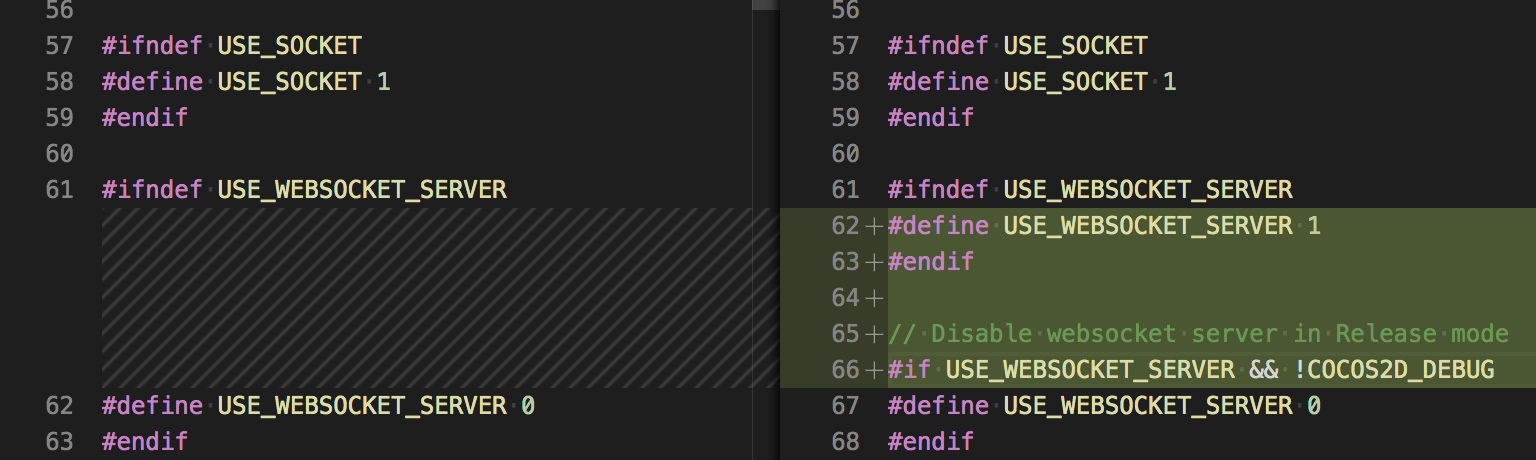 56
57 #ifndef USE_SOCKET
58 #define USE_SOCKET 1
59 #endif
60
61 #ifndef USE_WEBSOCKET_SERVER
62 #define USE_WEBSOCKET_SERVER 0
63 #endif
56
57 #ifndef USE_SOCKET
58 #define USE_SOCKET 1
59 #endif
60
61 #ifndef USE_WEBSOCKET_SERVER
62+#define USE_WEBSOCKET_SERVER 1
63+#endif
64+
65+// Disable websocket server in Release mode
66+#if USE_WEBSOCKET_SERVER && !COCOS2D_DEBUG
67 #define USE_WEBSOCKET_SERVER 0
68 #endif